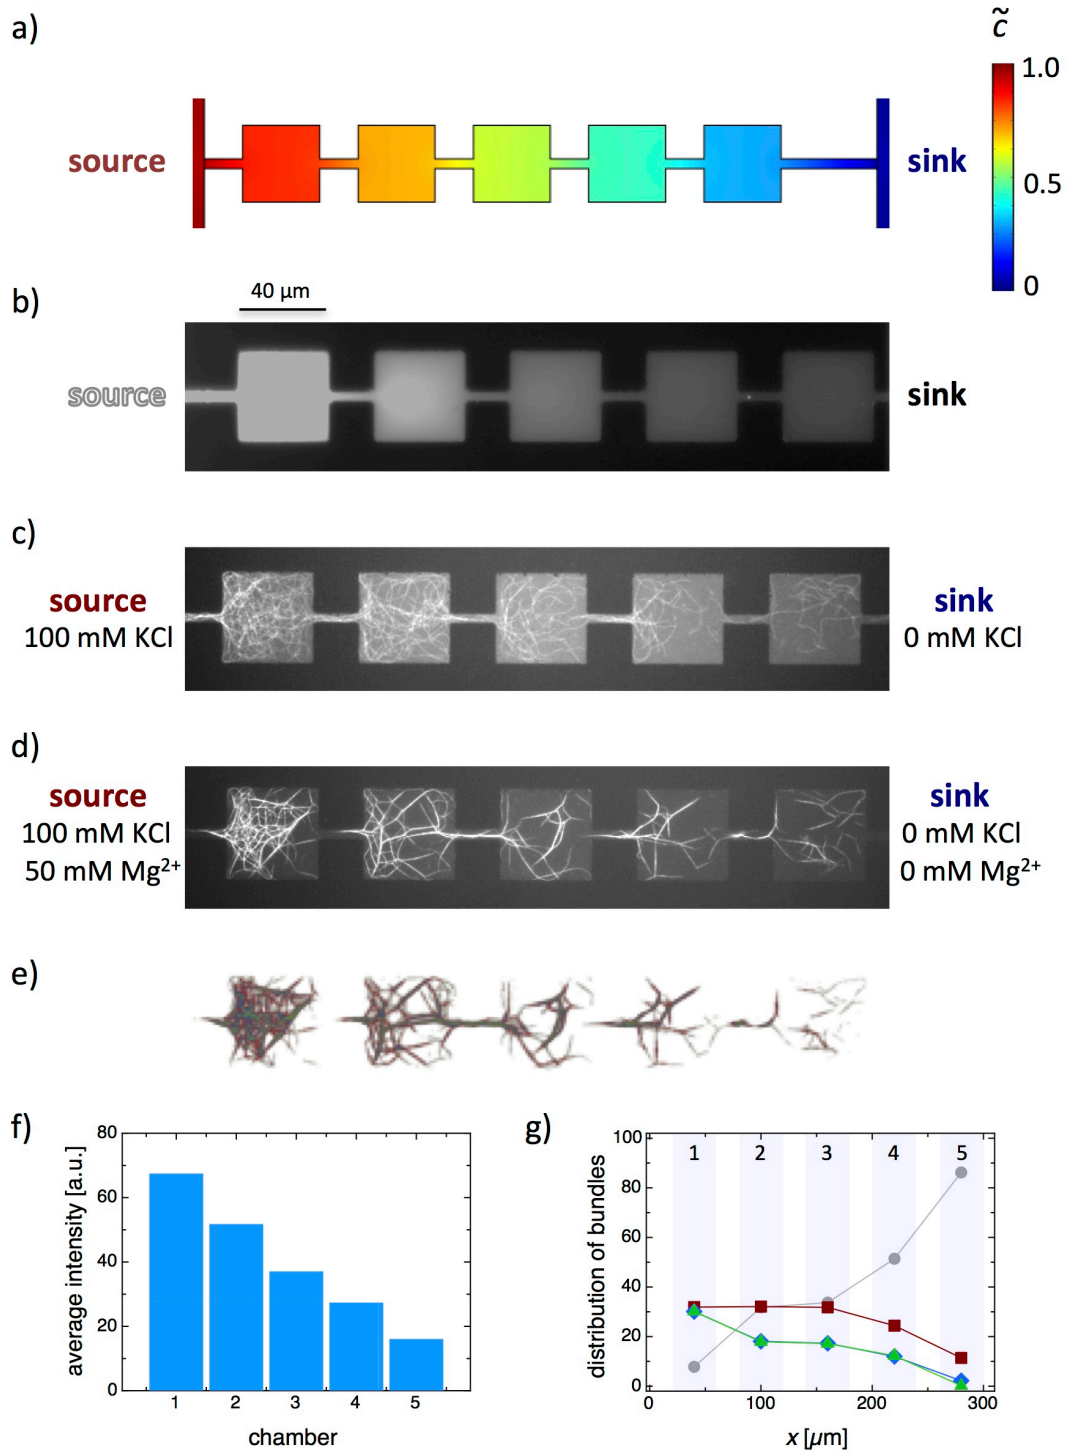 a)
c̃
1.0
source
sink
0.5
0
b)
40 μm
source
sink
c)
source
100 mM KCl
sink
0 mM KCl
d)
source
100 mM KCl
50 mM Mg²⁺
sink
0 mM KCl
0 mM Mg²⁺
e)
f)
80
60
40
20
0
average intensity [a.u.]
1 2 3 4 5
chamber
g)
100
80
60
40
20
0
distribution of bundles
1 2 3 4 5
0 100 200 300
x [μm]